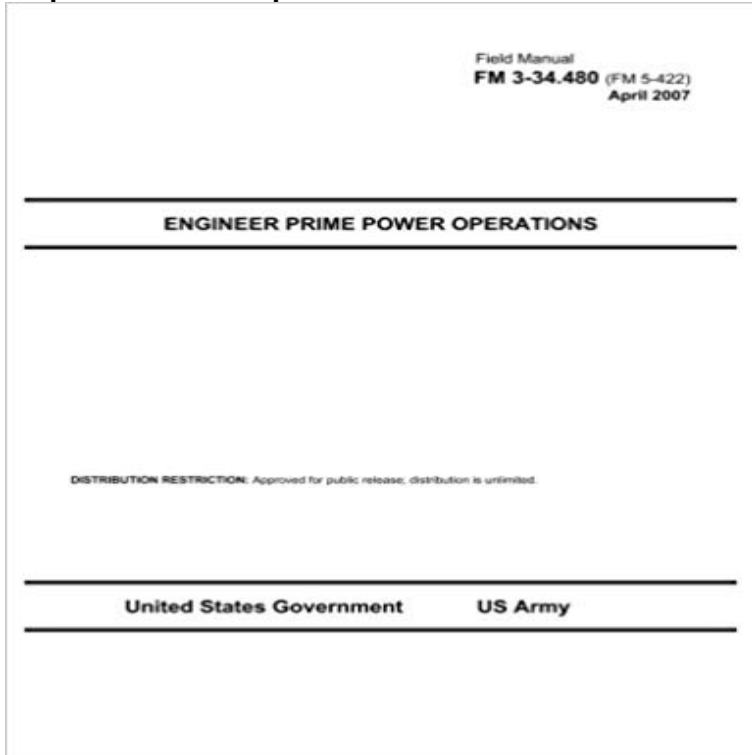 Field Manual
FM 3-34.480 (FM 5-422)
April 2007
ENGINEER PRIME POWER OPERATIONS
DISTRIBUTION RESTRICTION: Approved for public release; distribution is unlimited.
United States Government US Army